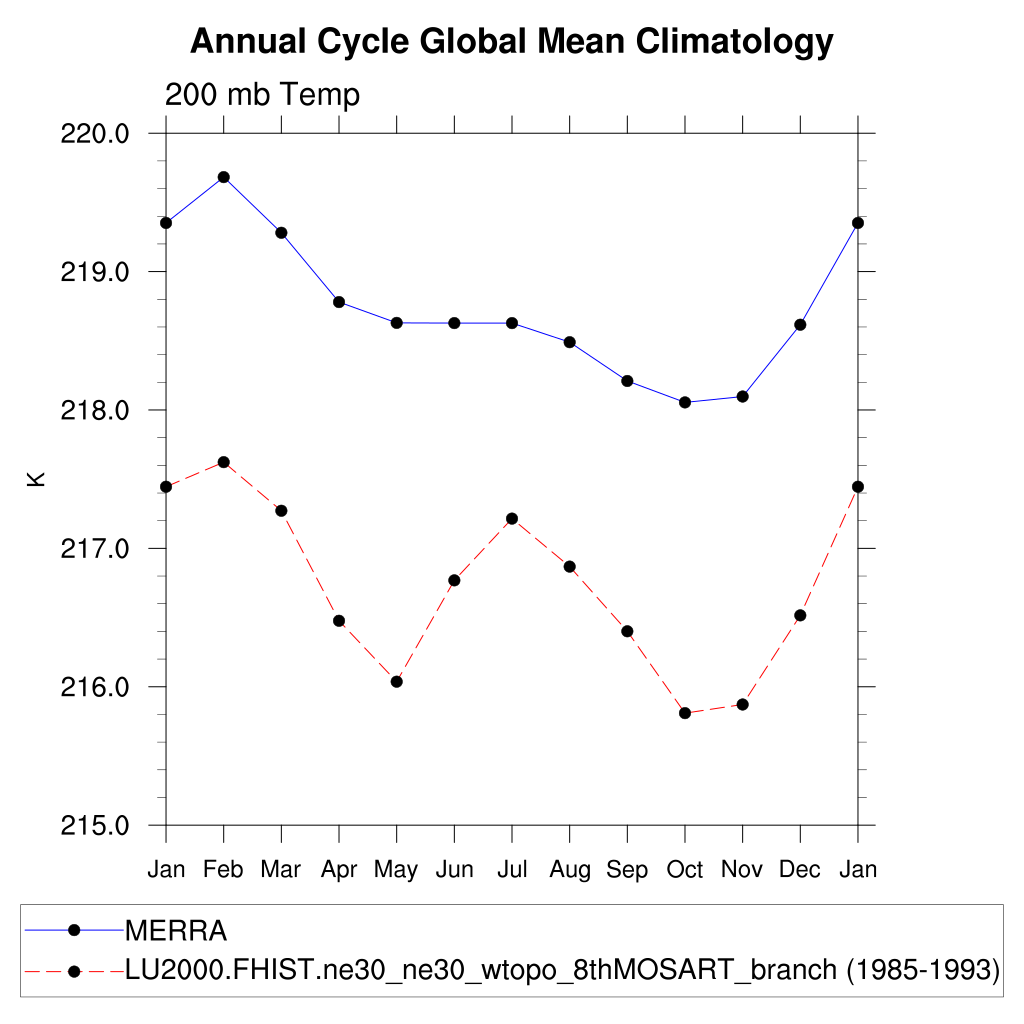 Annual Cycle Global Mean Climatology
200 mb Temp
220.0
219.0
218.0
217.0
216.0
215.0
K
Jan Feb Mar Apr May Jun Jul Aug Sep Oct Nov Dec Jan
MERRA
LU2000.FHIST.ne30_ne30_wtopo_8thMOSART_branch (1985-1993)